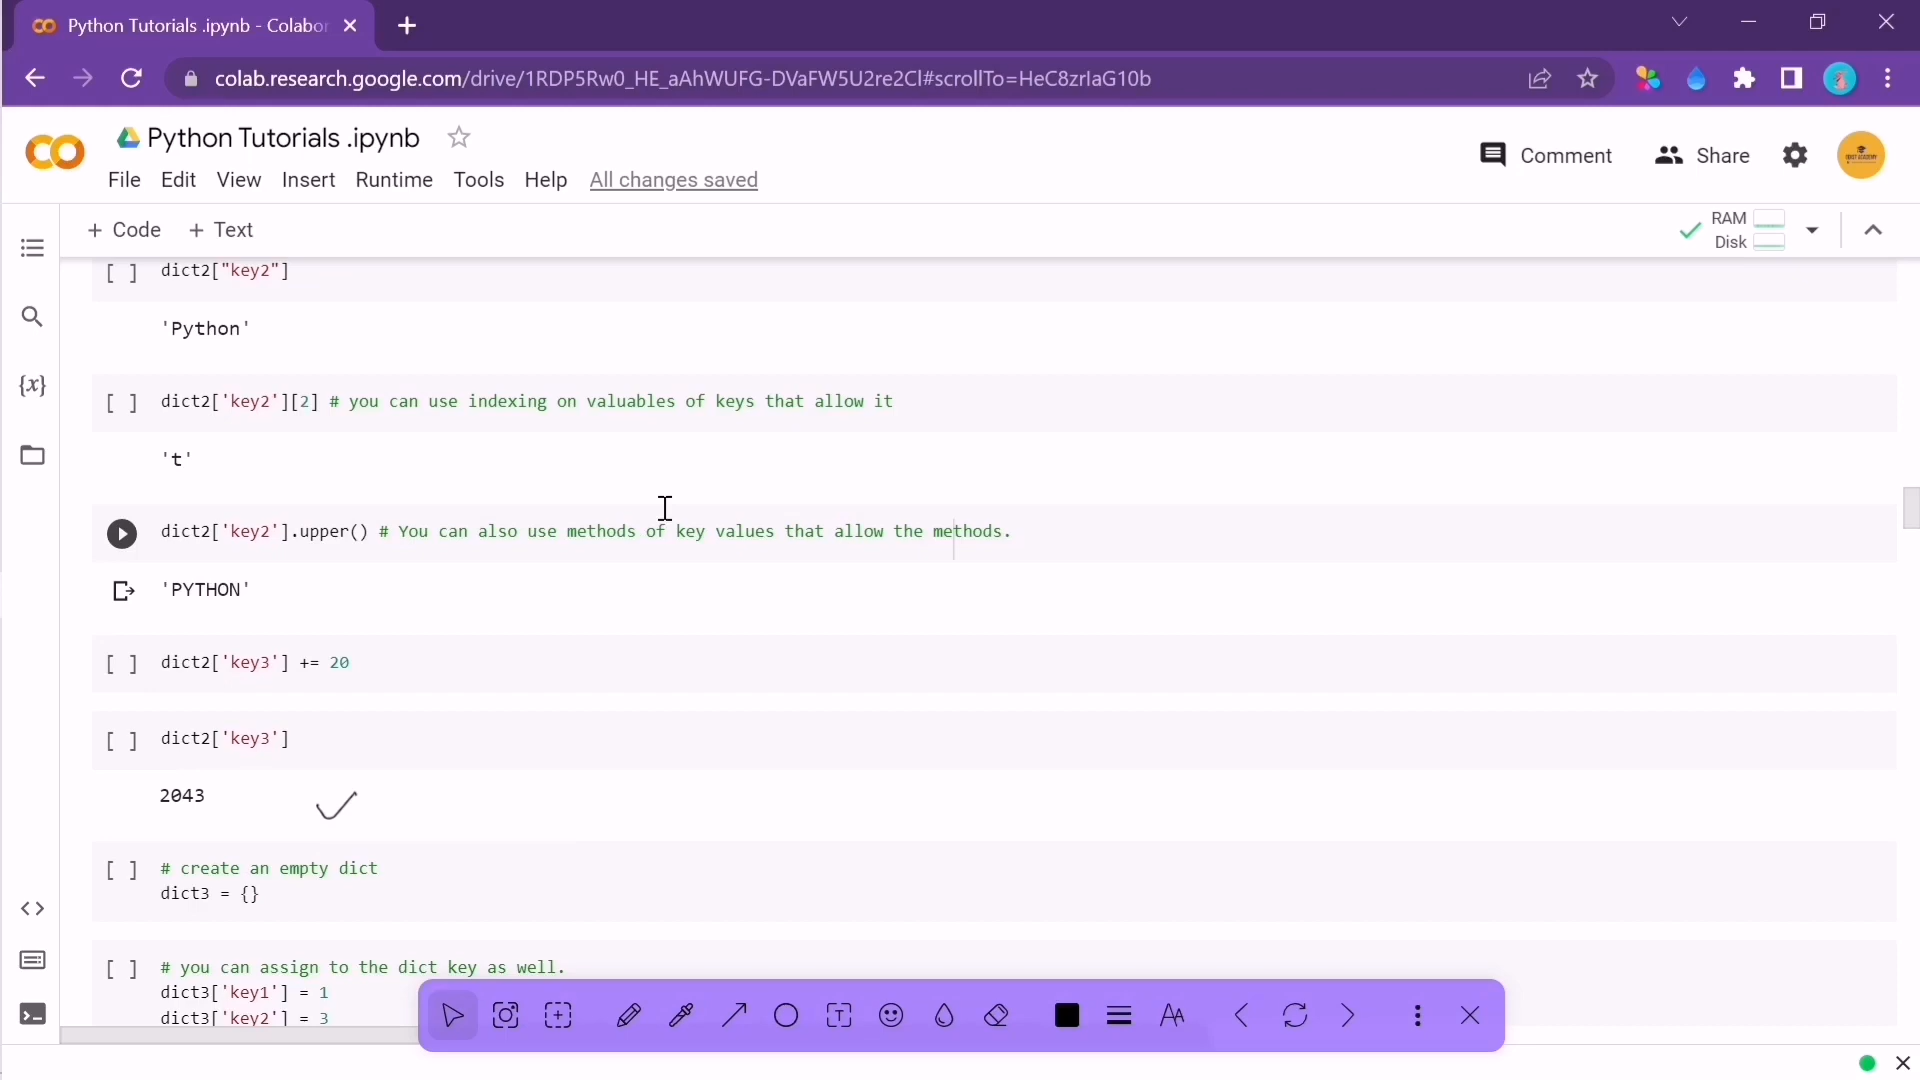 Python Tutorials .ipynb - Colabor
colab.research.google.com/drive/1RDP5Rw0_HE_aAhWUFG-DVaFW5U2re2Cl#scrollTo=HeC8zrIaG10b
Python Tutorials .ipynb
Comment
Share
File Edit View Insert Runtime Tools Help All changes saved
+ Code + Text
RAM
Disk
[ ] dict2["key2"]
'Python'
{x}
[ ] dict2['key2'][2] # you can use indexing on valuables of keys that allow it
't'
dict2['key2'].upper() # You can also use methods of key values that allow the methods.
'PYTHON'
[ ] dict2['key3'] += 20
[ ] dict2['key3']
2043
[ ] # create an empty dict
dict3 = {}
[ ] # you can assign to the dict key as well.
dict3['key1'] = 1
dict3['key2'] = 3